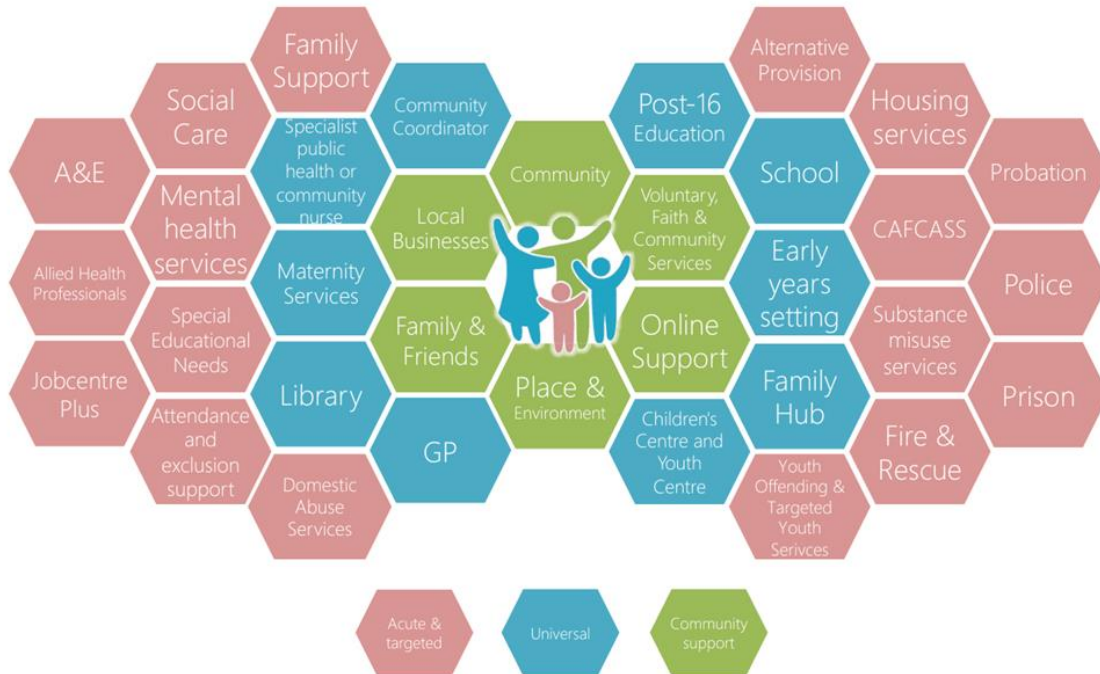 Family
Support
Alternative
Provision
Social
Care
Community
Coordinator
Post-16
Education
Housing
services
A&E
Specialist
public
health or
community
nurse
Community
School
Probation
Mental
health
services
Local
Businesses
Voluntary,
Faith &
Community
Services
CAFCASS
Allied Health
Professionals
Maternity
Services
Early
years
setting
Police
Special
Educational
Needs
Family &
Friends
Online
Support
Substance
misuse
services
Jobcentre
Plus
Library
Place &
Environment
Family
Hub
Prison
Attendance
and
exclusion
support
GP
Children's
Centre and
Youth
Centre
Fire &
Rescue
Domestic
Abuse
Services
Youth
Offending &
Targeted
Youth
Serivces
Acute &
targeted
Universal
Community
support